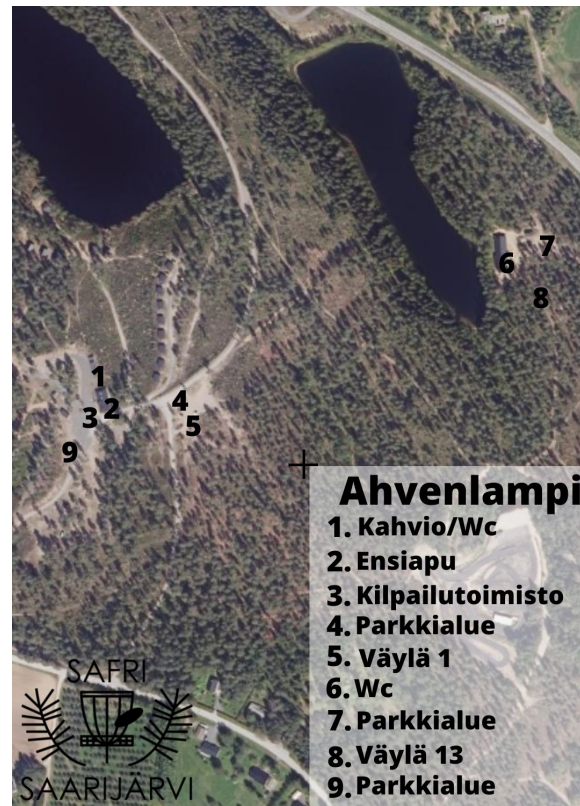 7
6
8
1
2
3
4
5
9
Ahvenlampi
1. Kahvio/Wc
2. Ensiapu
3. Kilpailutoimisto
4. Parkkialue
5. Väylä 1
6. Wc
7. Parkkialue
8. Väylä 13
9. Parkkialue
SAFRI
SAARIJÄRVI